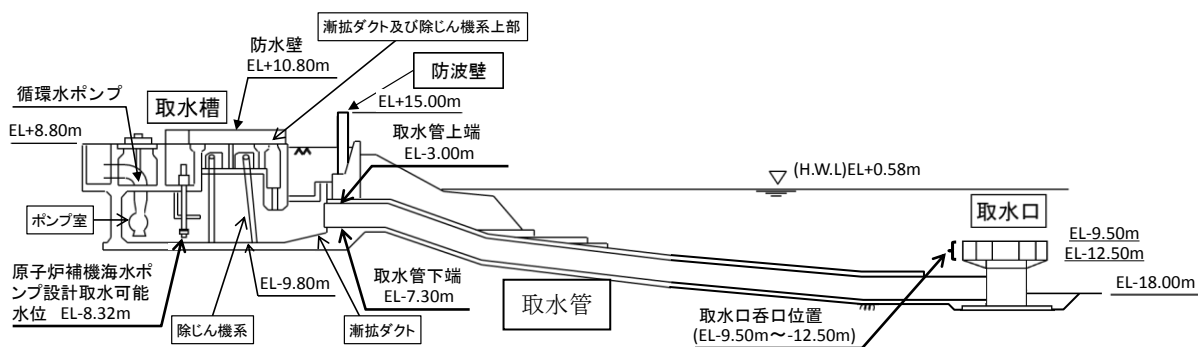 漸拡ダクト及び除じん機系上部
防水壁
EL+10.80m
防波壁
循環水ポンプ
取水槽
EL+15.00m
EL+8.80m
取水管上端
EL-3.00m
(H.W.L)EL+0.58m
取水口
ポンプ室
EL-9.50m
EL-12.50m
原子炉補機海水ポ
ンプ設計取水可能
水位 EL-8.32m
EL-9.80m
取水管下端
EL-7.30m
取水管
EL-18.00m
除じん機系
漸拡ダクト
取水口呑口位置
(EL-9.50m～-12.50m)